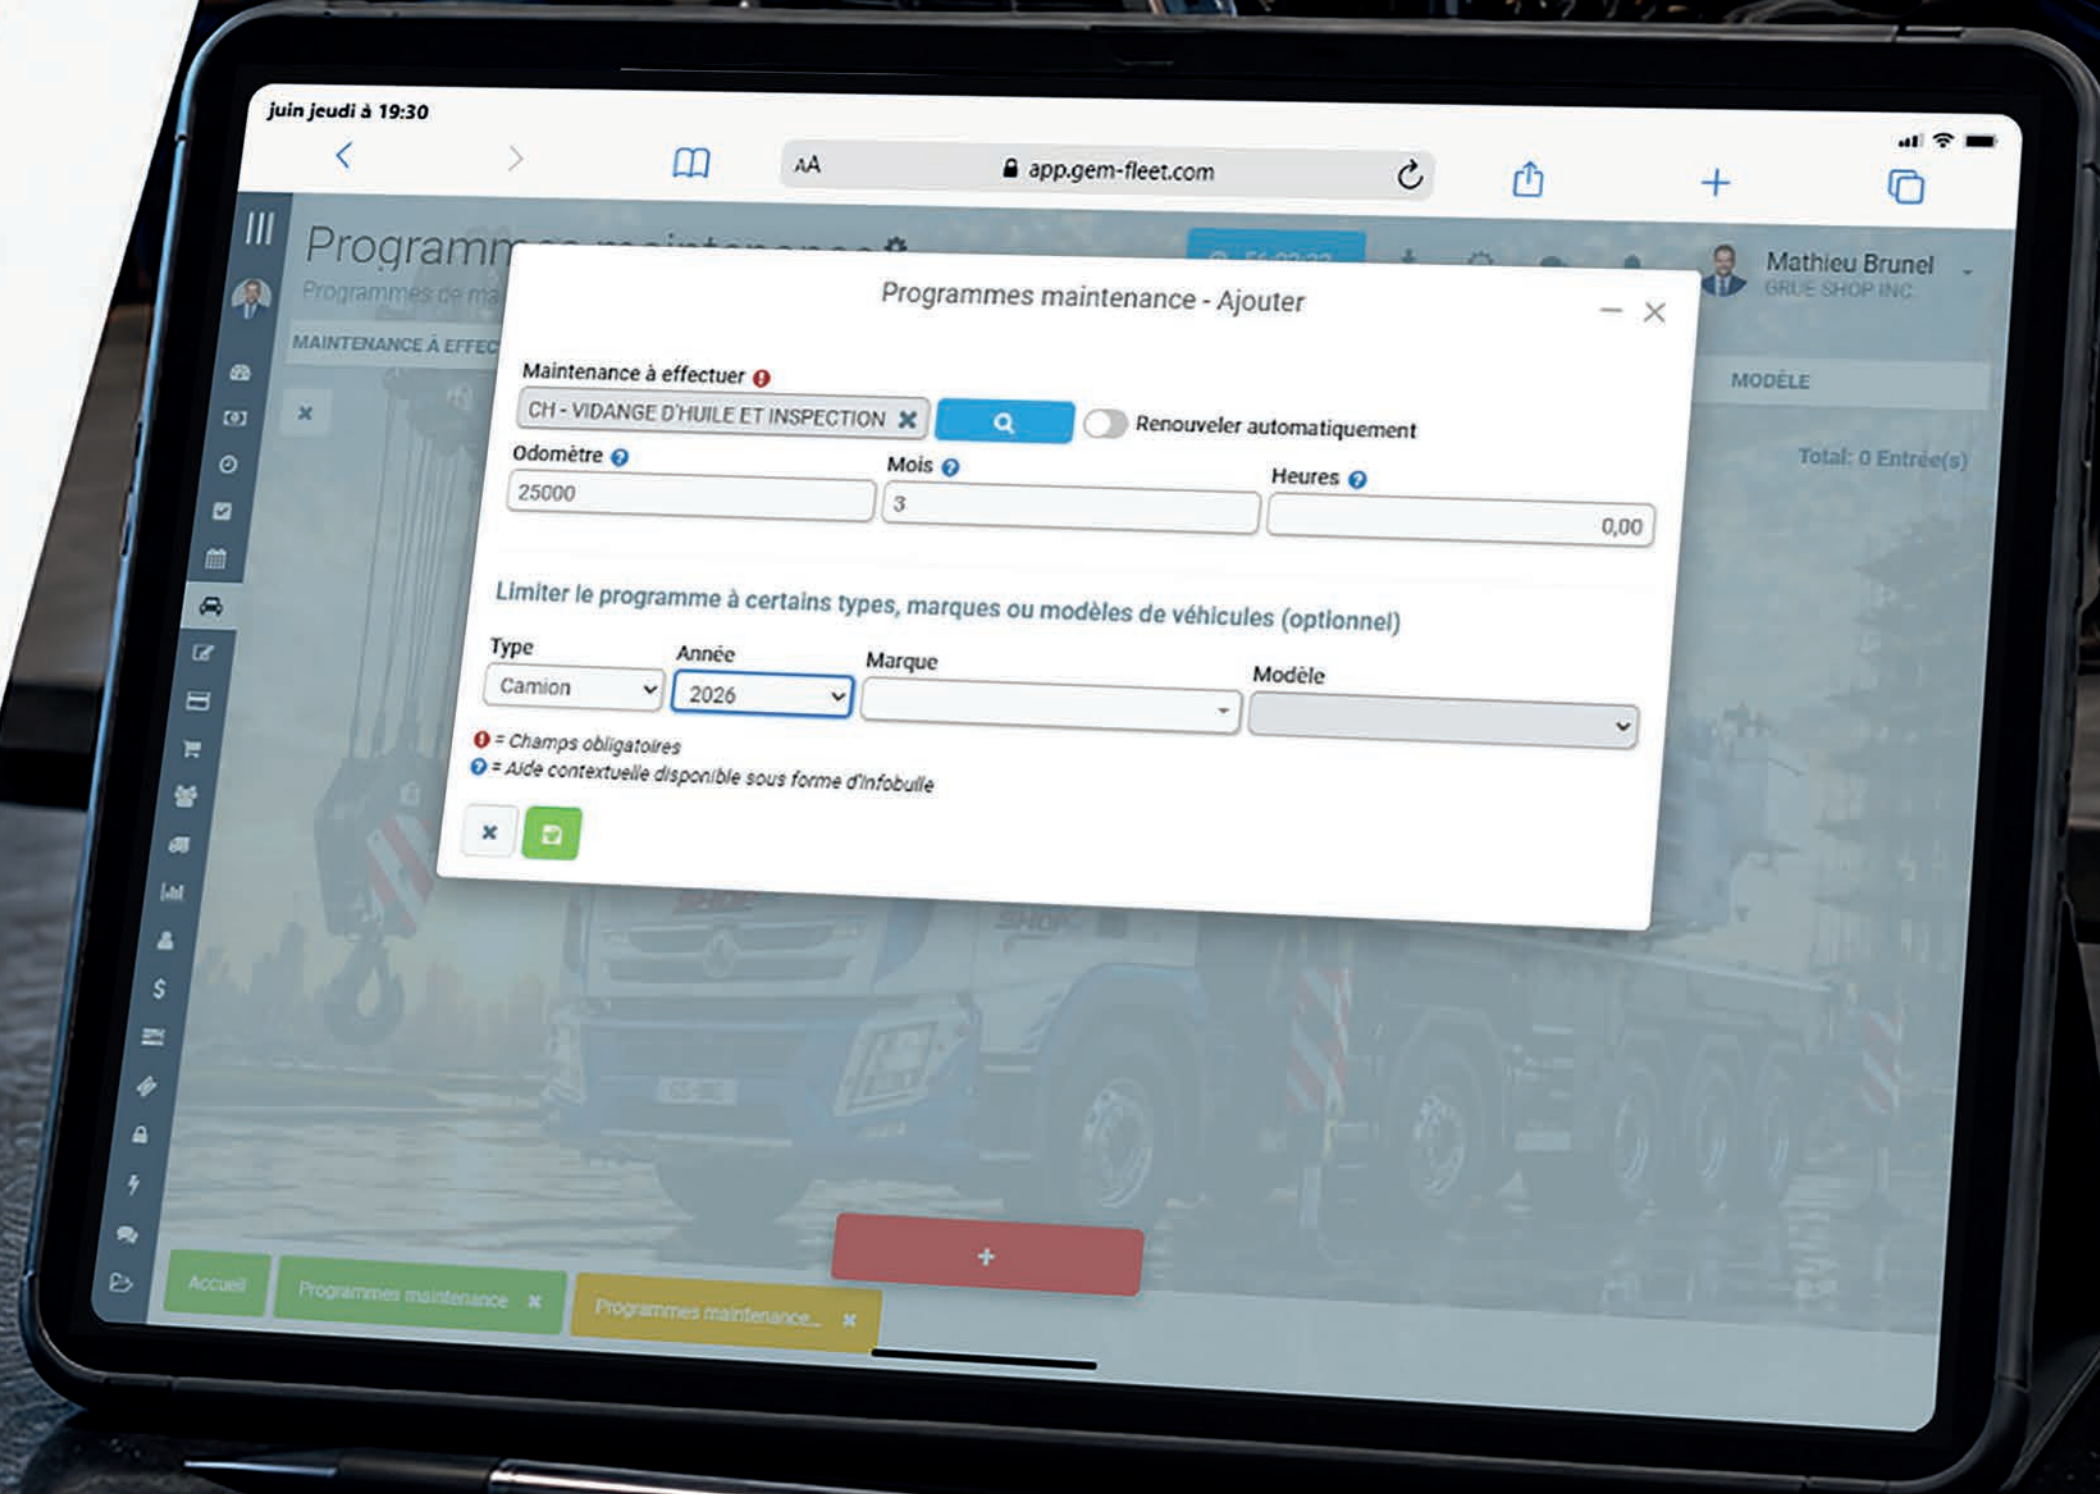 juin jeudi à 19:30
AA
app.gem-fleet.com
Programmes maintenance
Programmes de ma
Mathieu Brunel
GRUE SHOP INC.
MAINTENANCE À EFFEC
MODÈLE
Total: 0 Entrée(s)
Programmes maintenance - Ajouter
Maintenance à effectuer
CH - VIDANGE D'HUILE ET INSPECTION
Renouveler automatiquement
Odomètre
Mois
Heures
25000
3
0,00
Limiter le programme à certains types, marques ou modèles de véhicules (optionnel)
Type
Année
Marque
Modèle
Camion
2026
= Champs obligatoires
= Aide contextuelle disponible sous forme d'infobulle
SHOP
Accueil
Programmes maintenance
Programmes maintenance...
+